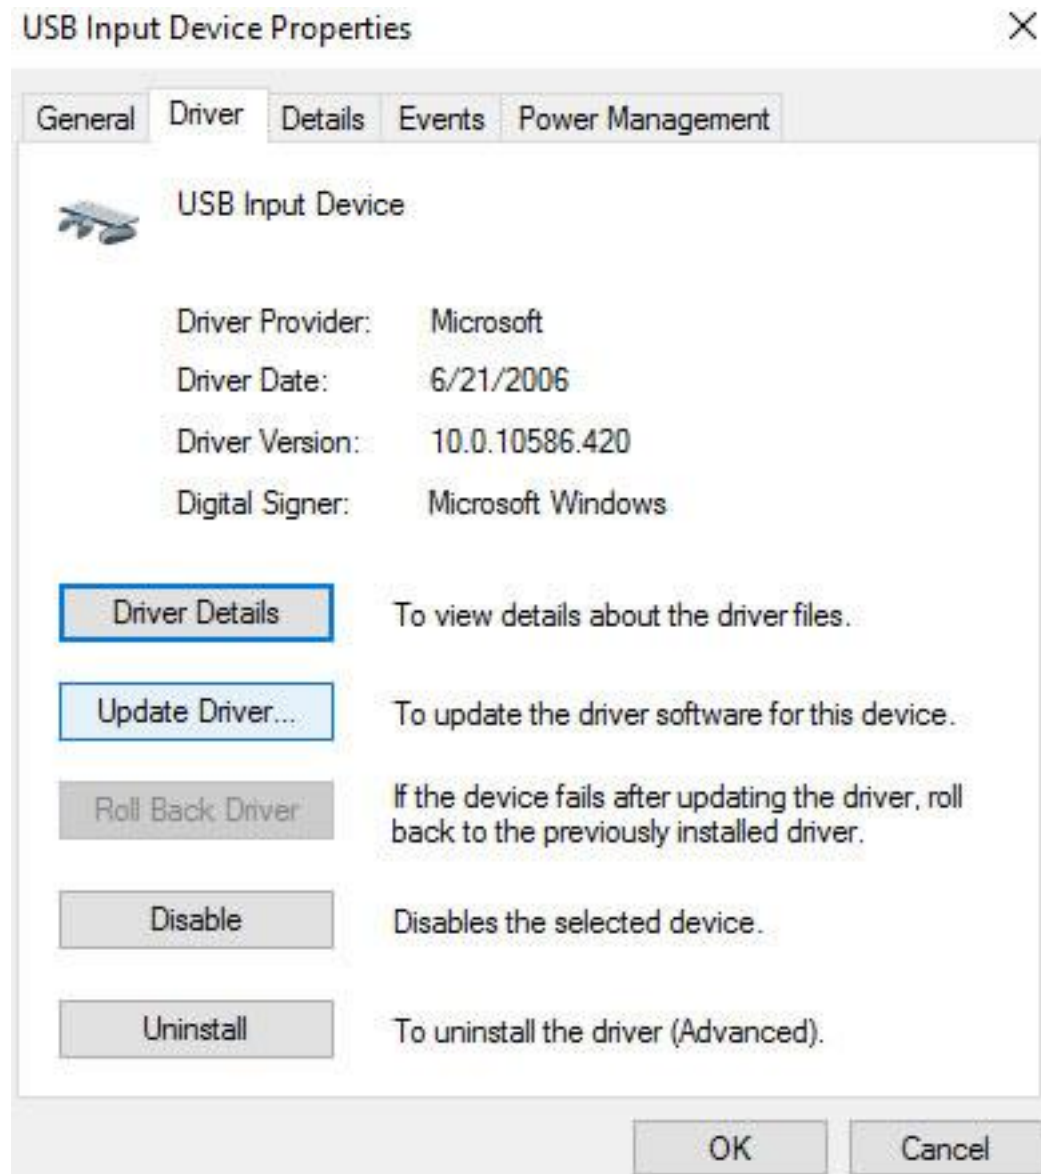 USB Input Device Properties
General Driver Details Events Power Management
USB Input Device
Driver Provider: Microsoft
Driver Date: 6/21/2006
Driver Version: 10.0.10586.420
Digital Signer: Microsoft Windows
Driver Details To view details about the driver files.
Update Driver... To update the driver software for this device.
Roll Back Driver If the device fails after updating the driver, roll
back to the previously installed driver.
Disable Disables the selected device.
Uninstall To uninstall the driver (Advanced).
OK Cancel